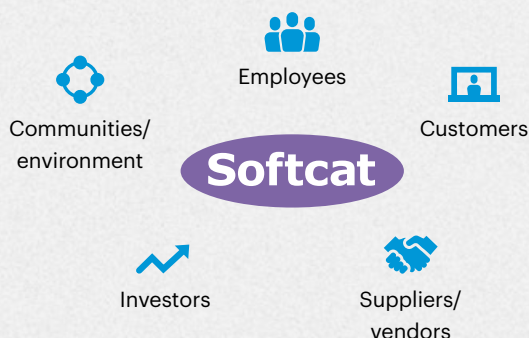 Employees
Communities/
environment
Customers
Softcat
Investors
Suppliers/
vendors